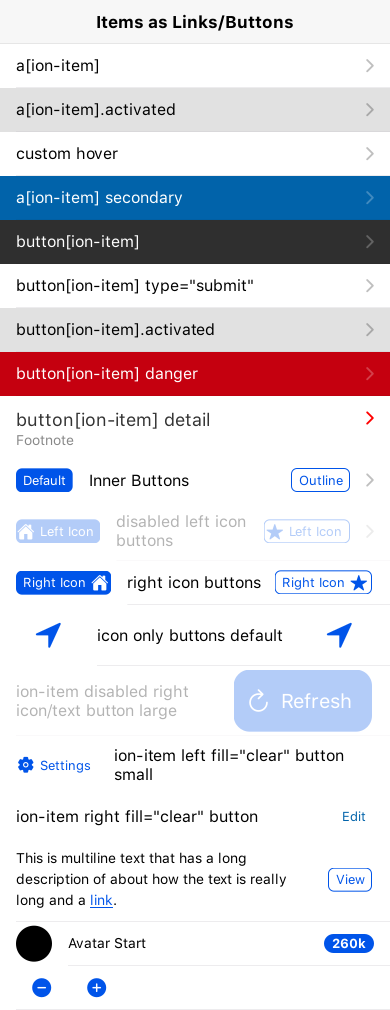 Items as Links/Buttons
a[ion-item]
a[ion-item].activated
custom hover
a[ion-item] secondary
button[ion-item]
button[ion-item] type="submit"
button[ion-item].activated
button[ion-item] danger
button[ion-item] detail
Footnote
Default Inner Buttons Outline
Left Icon disabled left icon buttons Left Icon
Right Icon right icon buttons Right Icon
icon only buttons default
ion-item disabled right
icon/text button large
Refresh
Settings
ion-item left fill="clear" button
small
ion-item right fill="clear" button Edit
This is multiline text that has a long
description of about how the text is really
long and a link.
View
Avatar Start 260k